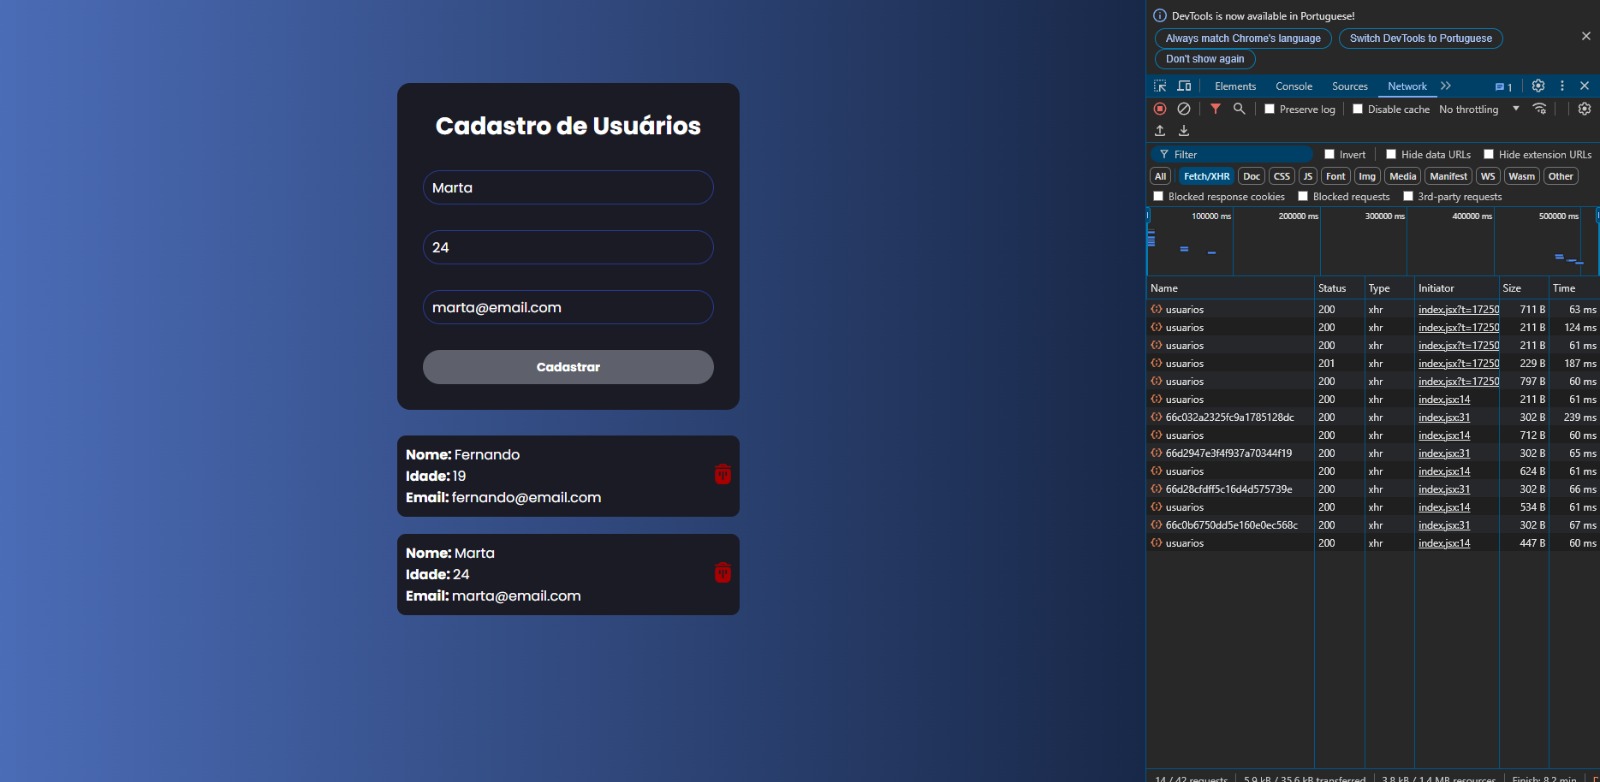 Cadastro de Usuários
Marta
24
marta@email.com
Cadastrar
Nome: Fernando
Idade: 19
Email: fernando@email.com
Nome: Marta
Idade: 24
Email: marta@email.com
DevTools is now available in Portuguese!
Always match Chrome's language Switch DevTools to Portuguese
Don't show again
Elements Console Sources Network 1
Preserve log Disable cache No throttling
Filter Invert Hide data URLs Hide extension URLs
All Fetch/XHR Doc CSS JS Font Img Media Manifest WS Wasm Other
Blocked response cookies Blocked requests 3rd-party requests
100000 ms 200000 ms 300000 ms 400000 ms 500000 ms
Name Status Type Initiator Size Time
usuarios 200 xhr index.jsx?t=17250 711 B 63 ms
usuarios 200 xhr index.jsx?t=17250 211 B 124 ms
usuarios 200 xhr index.jsx?t=17250 211 B 61 ms
usuarios 201 xhr index.jsx?t=17250 229 B 187 ms
usuarios 200 xhr index.jsx?t=17250 797 B 60 ms
usuarios 200 xhr index.jsx:14 211 B 61 ms
66c032a2325fc9a1785128dc 200 xhr index.jsx:31 302 B 239 ms
usuarios 200 xhr index.jsx:14 712 B 60 ms
66d2947e3f4f937a70344f19 200 xhr index.jsx:31 302 B 65 ms
usuarios 200 xhr index.jsx:14 624 B 61 ms
66d28cfdff5c16d4d575739e 200 xhr index.jsx:31 302 B 66 ms
usuarios 200 xhr index.jsx:14 534 B 61 ms
66c0b6750dd5e160e0ec568c 200 xhr index.jsx:31 302 B 67 ms
usuarios 200 xhr index.jsx:14 447 B 60 ms
14 / 42 requests 5.9 kB / 35.6 kB transferred 3.8 kB / 1.4 MB resources Finish: 8.2 min